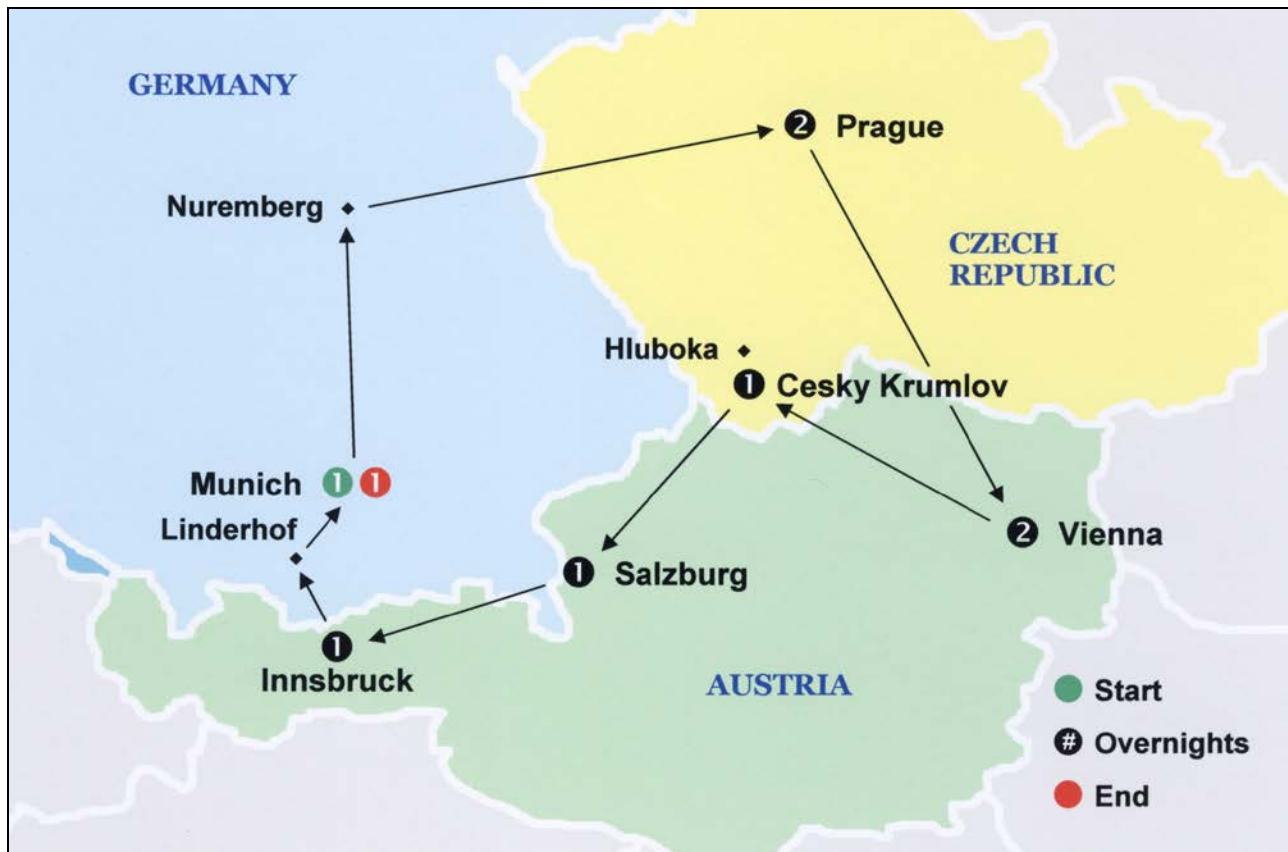 GERMANY
2 Prague
Nuremberg
CZECH
REPUBLIC
Hluboka
1 Cesky Krumlov
Munich 1 1
Linderhof
2 Vienna
1 Salzburg
1
Innsbruck
AUSTRIA
Start
# Overnights
End